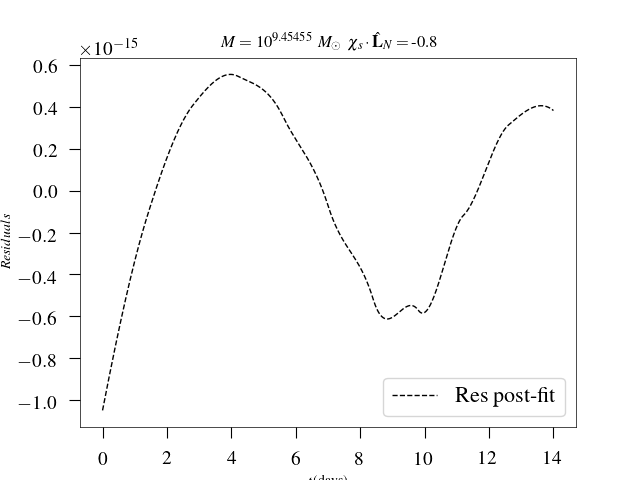 ×10−15
M = 10^9.45455 M⊙ χs · L̂N = -0.8
0.6
0.4
0.2
0.0
−0.2
−0.4
−0.6
−0.8
−1.0
Residuals
Res post-fit
0 2 4 6 8 10 12 14
t(days)